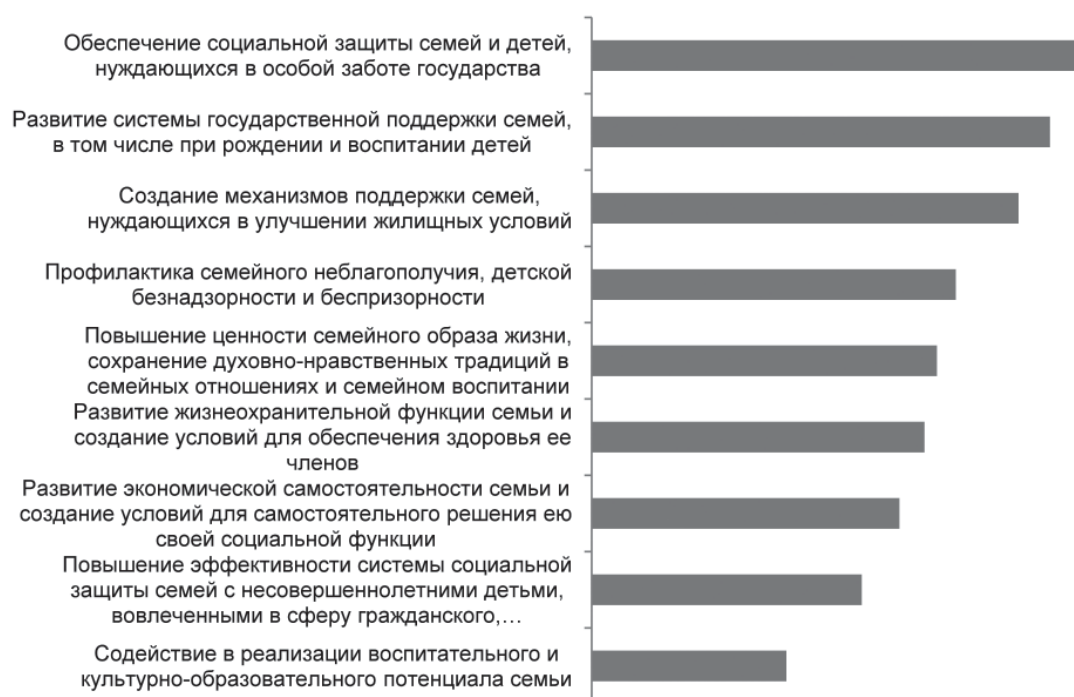 Обеспечение социальной защиты семей и детей,
нуждающихся в особой заботе государства
Развитие системы государственной поддержки семей,
в том числе при рождении и воспитании детей
Создание механизмов поддержки семей,
нуждающихся в улучшении жилищных условий
Профилактика семейного неблагополучия, детской
безнадзорности и беспризорности
Повышение ценности семейного образа жизни,
сохранение духовно-нравственных традиций в
семейных отношениях и семейном воспитании
Развитие жизнеохранительной функции семьи и
создание условий для обеспечения здоровья ее
членов
Развитие экономической самостоятельности семьи и
создание условий для самостоятельного решения ею
своей социальной функции
Повышение эффективности системы социальной
защиты семей с несовершеннолетними детьми,
вовлеченными в сферу гражданского,…
Содействие в реализации воспитательного и
культурно-образовательного потенциала семьи